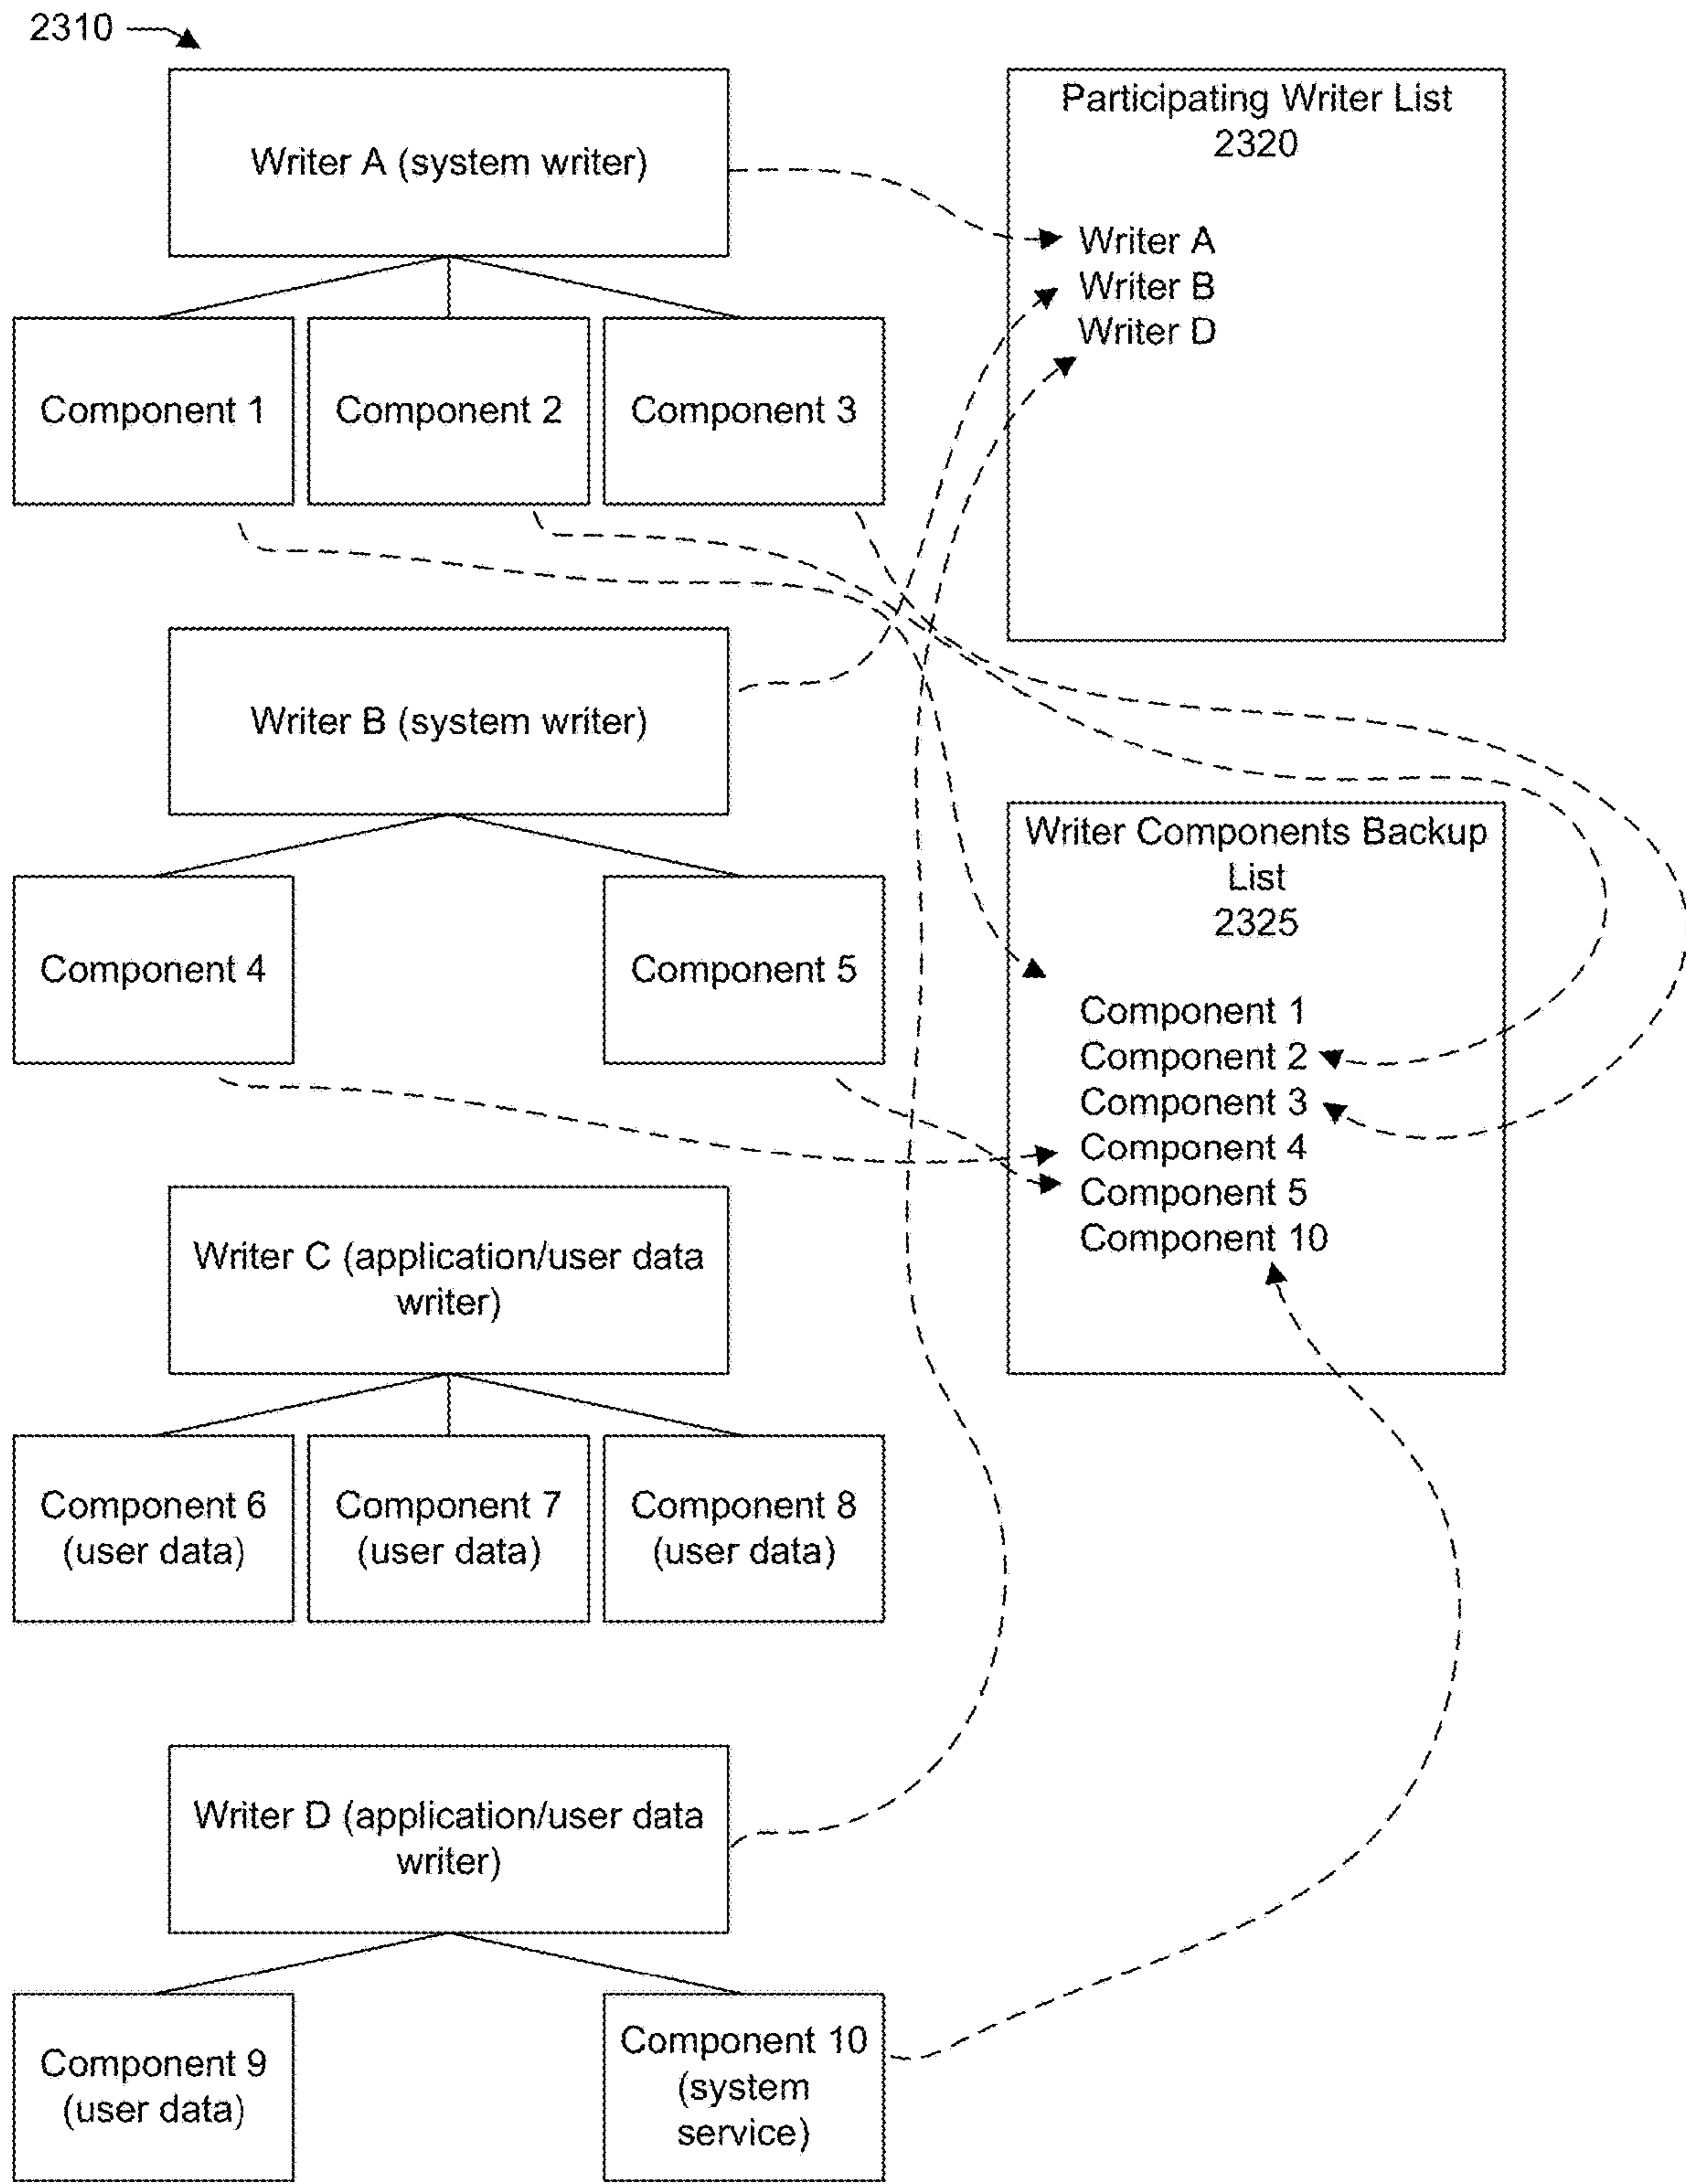 2310
Writer A (system writer)
Component 1
Component 2
Component 3
Writer B (system writer)
Component 4
Component 5
Writer C (application/user data
writer)
Component 6
(user data)
Component 7
(user data)
Component 8
(user data)
Writer D (application/user data
writer)
Component 9
(user data)
Component 10
(system
service)
Participating Writer List
2320
Writer A
Writer B
Writer D
Writer Components Backup
List
2325
Component 1
Component 2
Component 3
Component 4
Component 5
Component 10